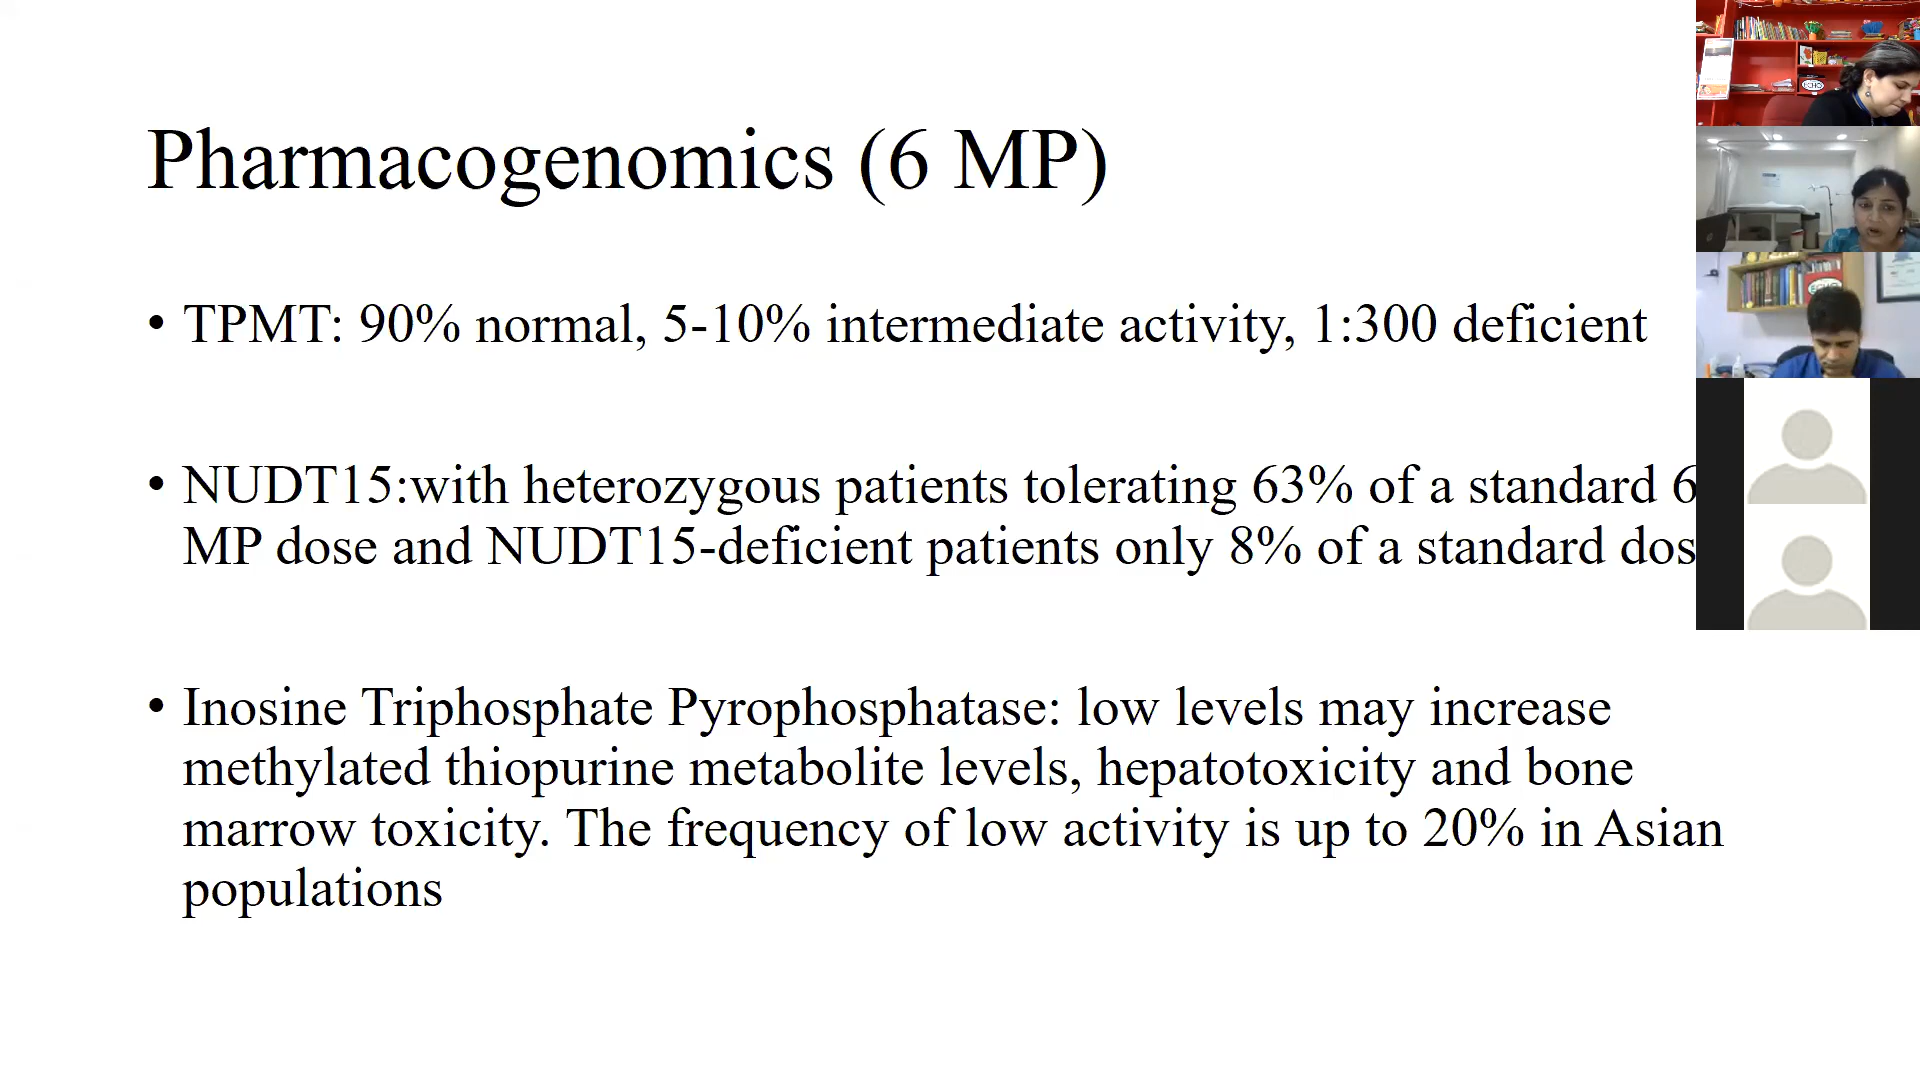 Pharmacogenomics (6 MP)
• TPMT: 90% normal, 5-10% intermediate activity, 1:300 deficient
• NUDT15:with heterozygous patients tolerating 63% of a standard 6
MP dose and NUDT15-deficient patients only 8% of a standard dos
• Inosine Triphosphate Pyrophosphatase: low levels may increase
methylated thiopurine metabolite levels, hepatotoxicity and bone
marrow toxicity. The frequency of low activity is up to 20% in Asian
populations
ECHO
ECHO